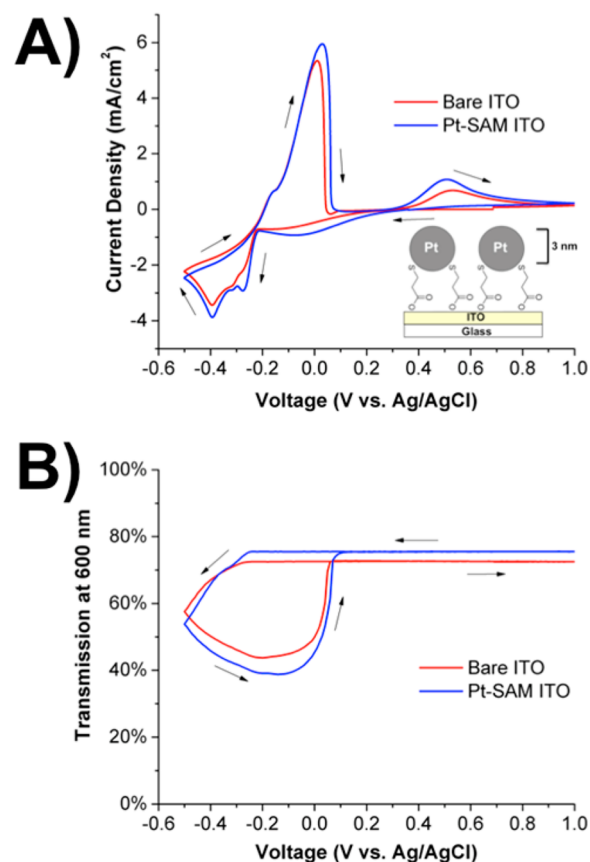 A)
Current Density (mA/cm²)
6
4
2
0
-2
-4
Bare ITO
Pt-SAM ITO
Pt
Pt
3 nm
S
S
S
S
O
O
O
O
O
O
O
O
ITO
Glass
-0.6 -0.4 -0.2 0.0 0.2 0.4 0.6 0.8 1.0
Voltage (V vs. Ag/AgCl)
B)
Transmission at 600 nm
100%
80%
60%
40%
20%
0%
Bare ITO
Pt-SAM ITO
-0.6 -0.4 -0.2 0.0 0.2 0.4 0.6 0.8 1.0
Voltage (V vs. Ag/AgCl)